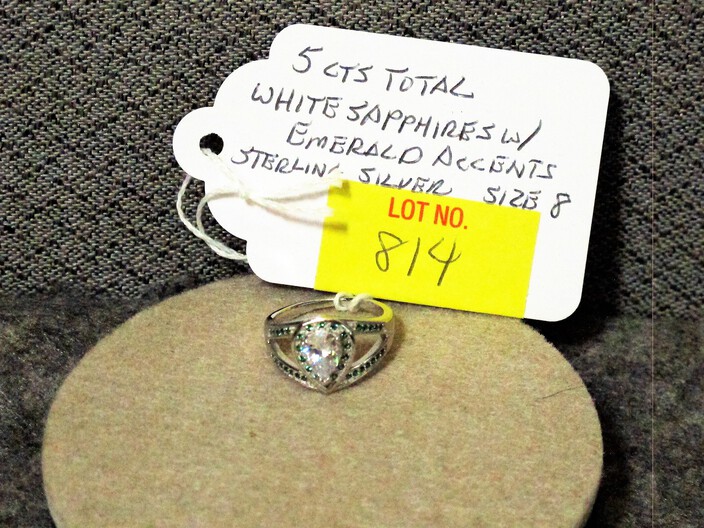 5 CTS TOTAL
WHITE SAPPHIRES W/
EMERALD ACCENTS
STERLING SILVER SIZE 8
LOT NO.
814